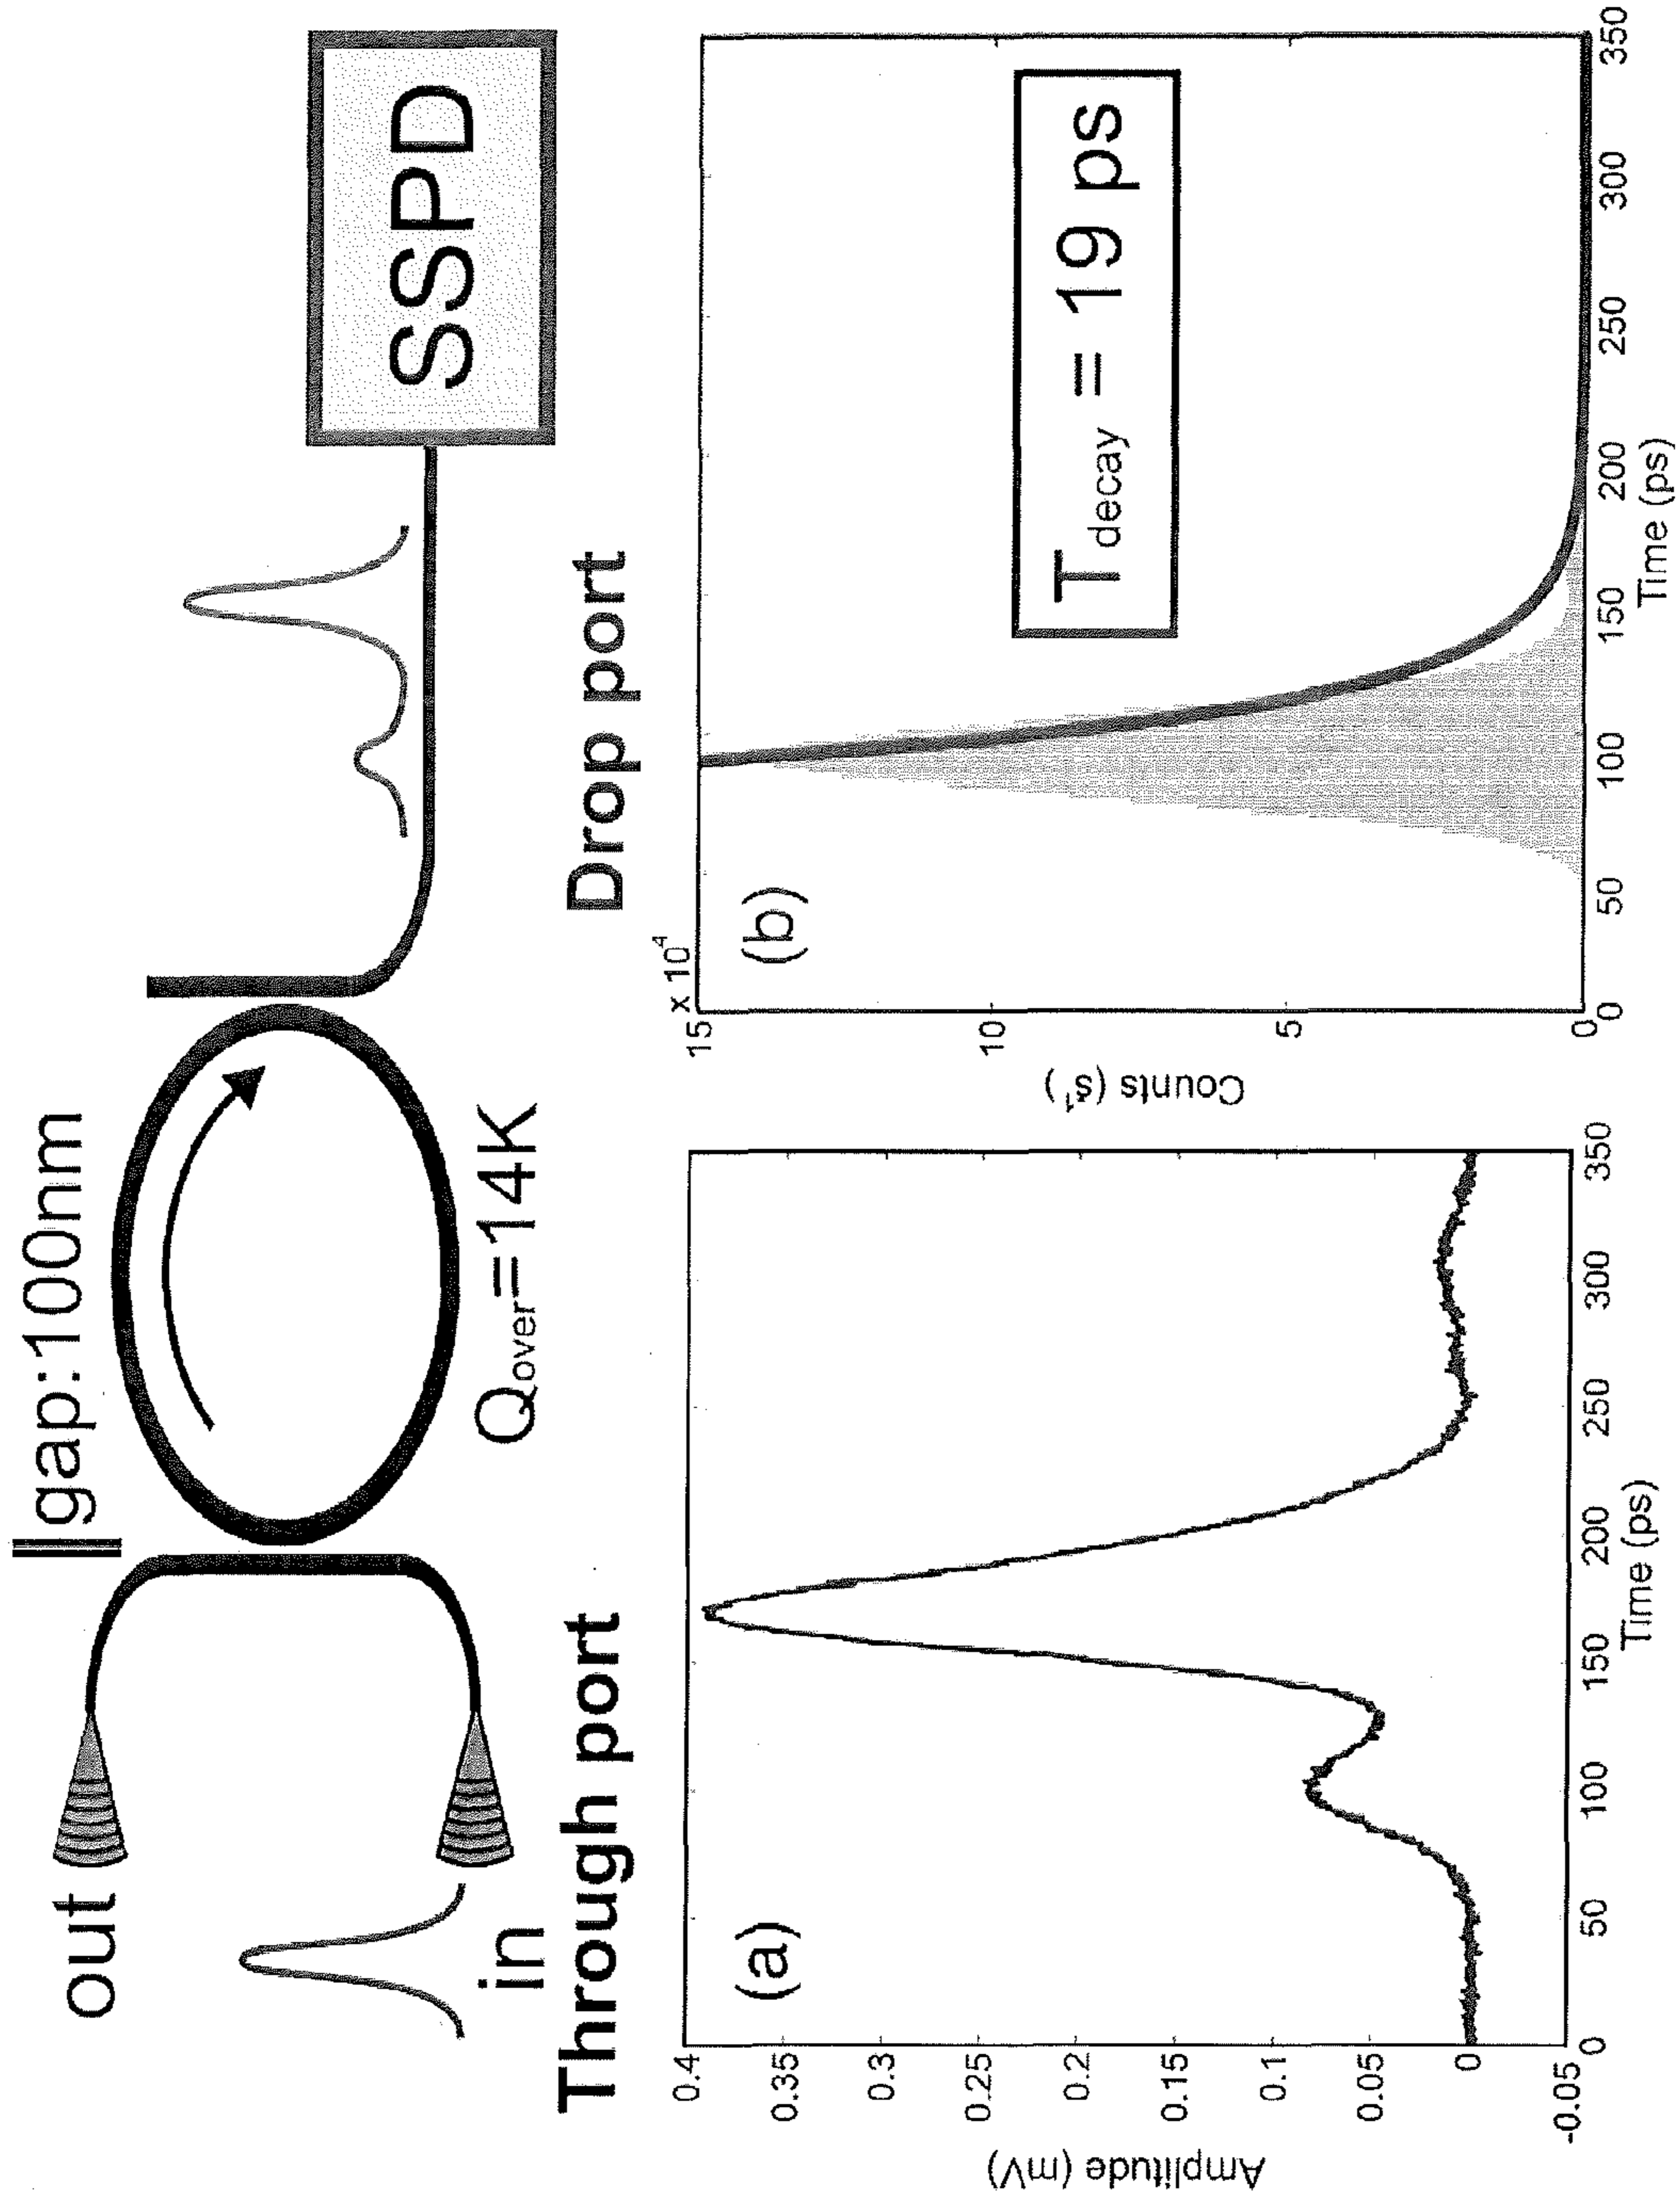 out
in
gap:100nm
Qover=14K
SSPD
Through port
Drop port
(a)
0.4
0.35
0.3
0.25
0.2
0.15
0.1
0.05
0
-0.05
Amplitude (mV)
0 50 100 150 200 250 300 350
Time (ps)
(b)
x 10⁴
15
10
5
0
Counts (s¹)
T decay = 19 ps
0 50 100 150 200 250 300 350
Time (ps)